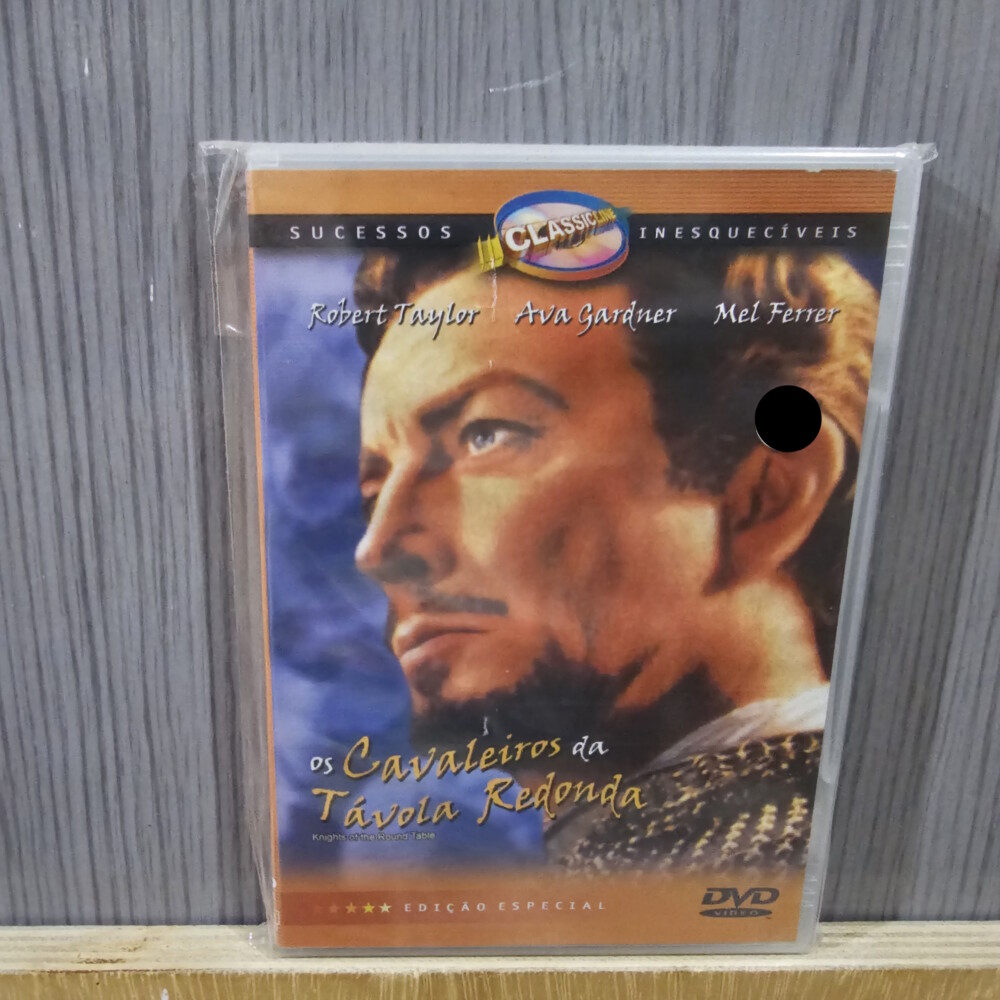 SUCESSOS CLASSICLINE INESQUECÍVEIS
Robert Taylor Ava Gardner Mel Ferrer
os Cavaleiros da
Távola Redonda
Knights of the Round Table
EDIÇÃO ESPECIAL
DVD
VIDEO